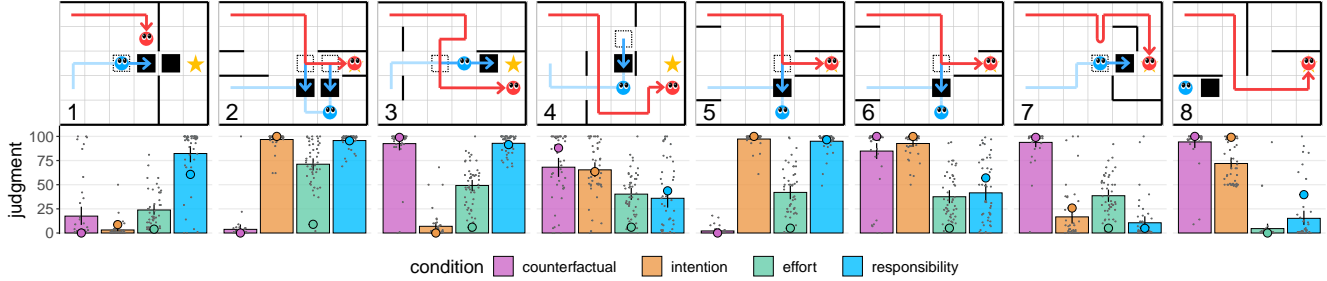 1 2 3 4 5 6 7 8
100
75
50
25
0
judgment
condition counterfactual intention effort responsibility